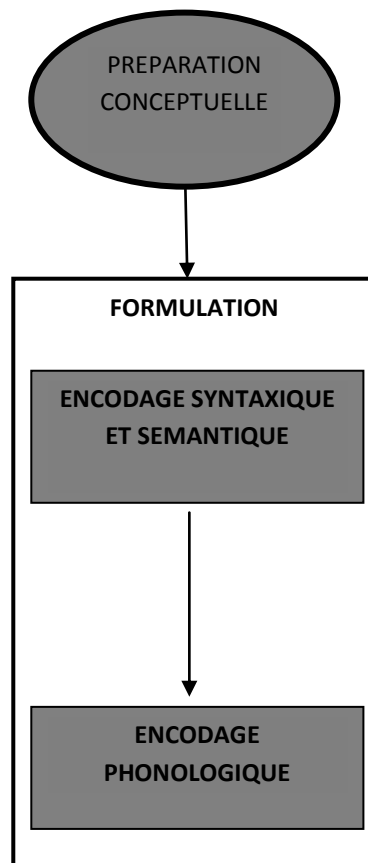 PREPARATION
CONCEPTUELLE
FORMULATION
ENCODAGE SYNTAXIQUE
ET SEMANTIQUE
ENCODAGE
PHONOLOGIQUE